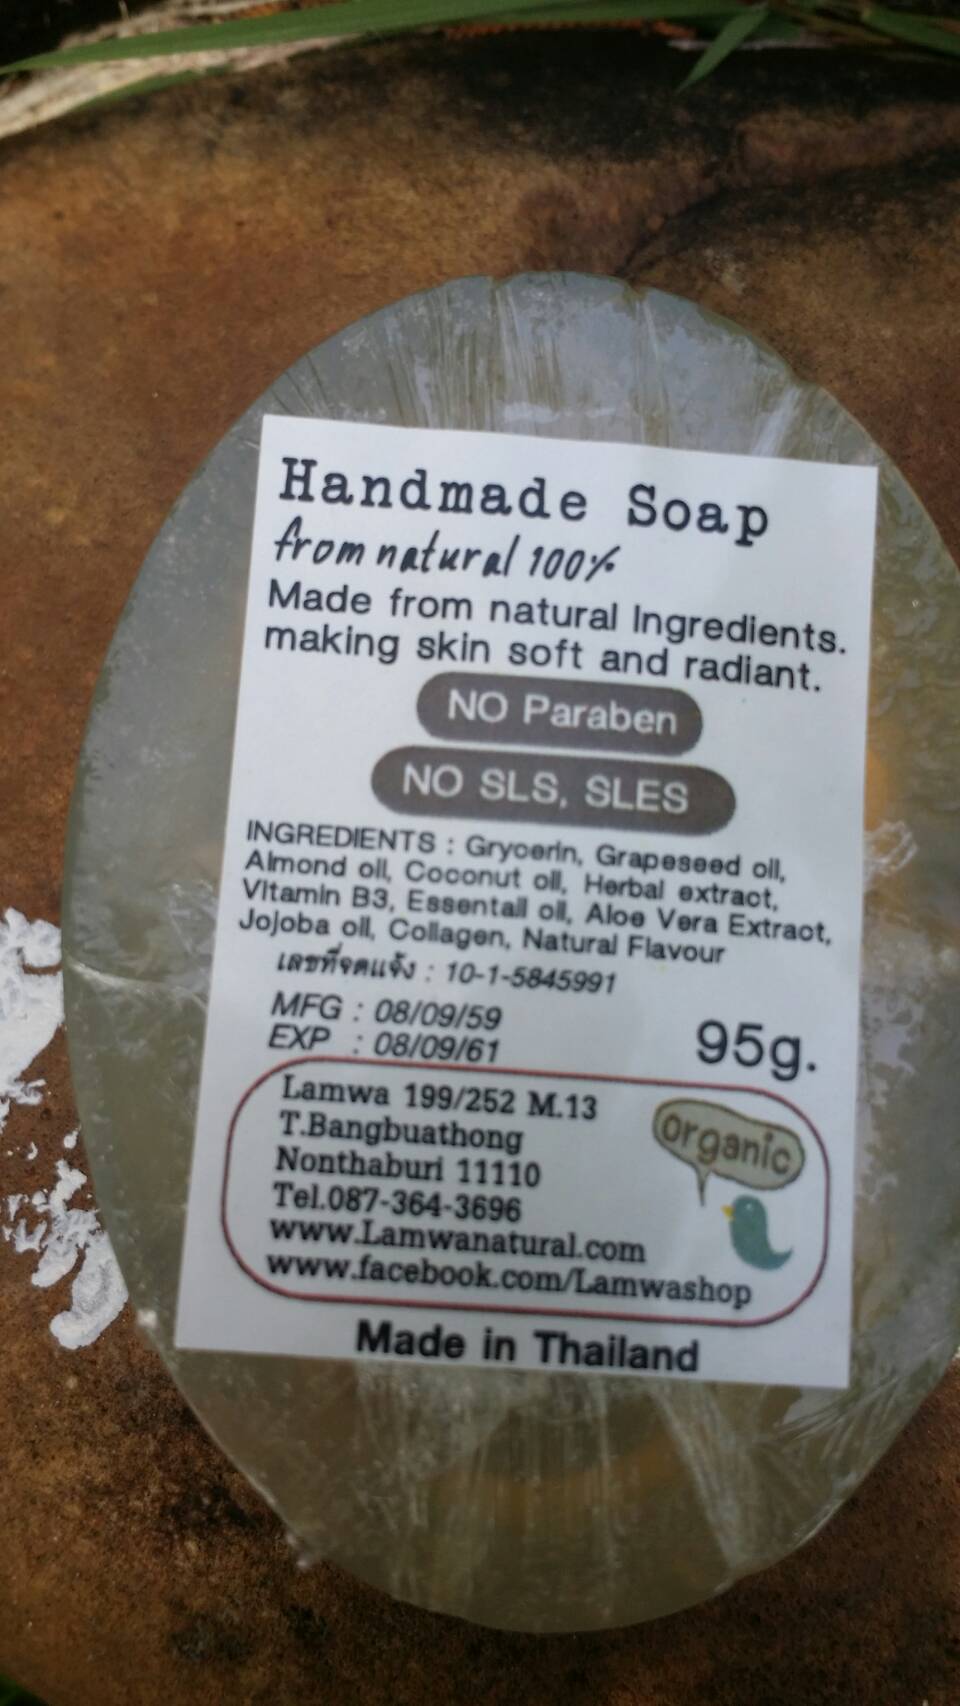 Handmade Soap
from natural 100%
Made from natural Ingredients.
making skin soft and radiant.
NO Paraben
NO SLS, SLES
INGREDIENTS : Grycerin, Grapeseed oil,
Almond oil, Coconut oil, Herbal extract,
Vitamin B3, Essentail oil, Aloe Vera Extraot,
Jojoba oil, Collagen, Natural Flavour
เลขที่จดแจ้ง : 10-1-5845991
MFG : 08/09/59
EXP : 08/09/61
95g.
Lamwa 199/252 M.13
T.Bangbuathong
Nonthaburi 11110
Tel.087-364-3696
www.Lamwanatural.com
www.facebook.com/Lamwashop
organic
Made in Thailand